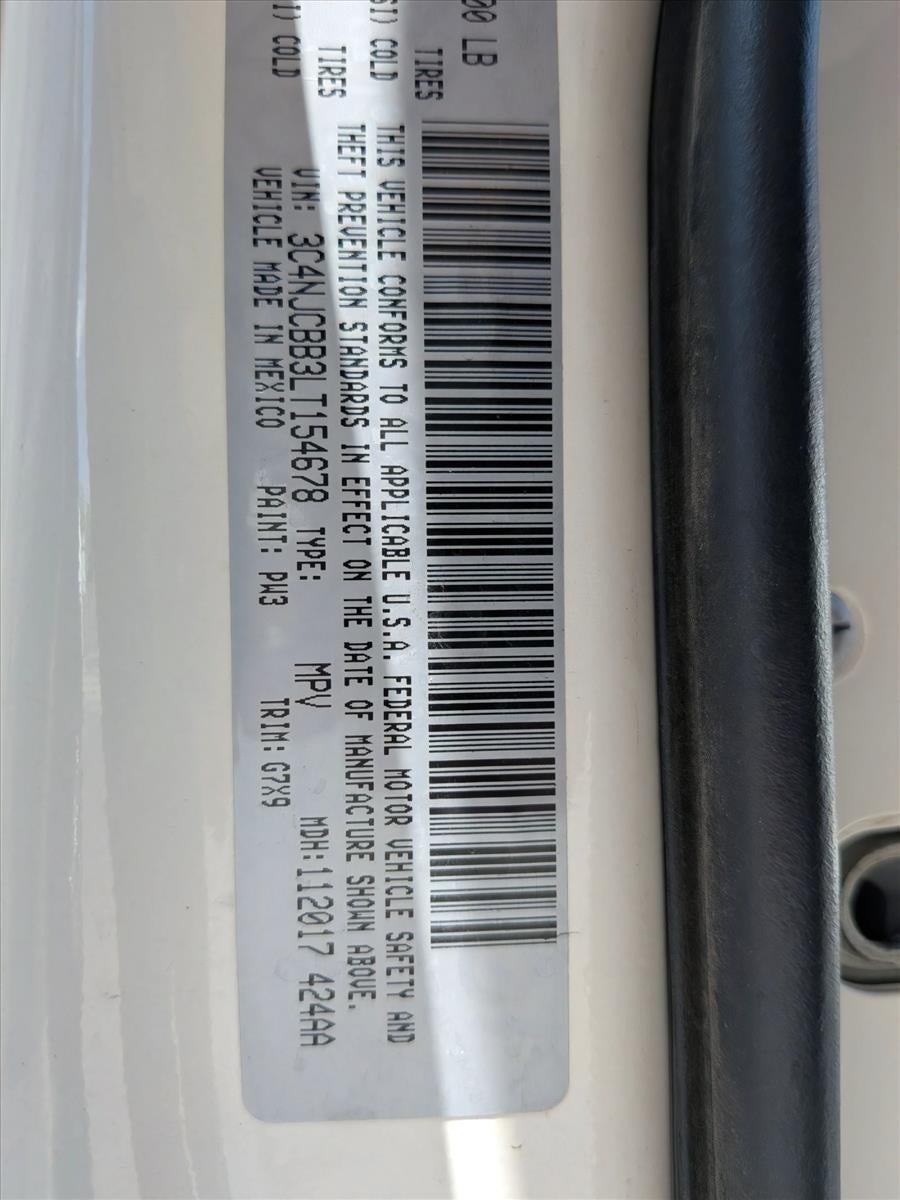 00 LB
TIRES
SI) COLD
TIRES
I) COLD
THIS VEHICLE CONFORMS TO ALL APPLICABLE U.S.A. FEDERAL MOTOR VEHICLE SAFETY AND
THEFT PREVENTION STANDARDS IN EFFECT ON THE DATE OF MANUFACTURE SHOWN ABOVE.
VIN: 3C4NJCBB3LT154678 TYPE: MPV MDH:112017 424AA
VEHICLE MADE IN MEXICO PAINT: PW3 TRIM: G7X9